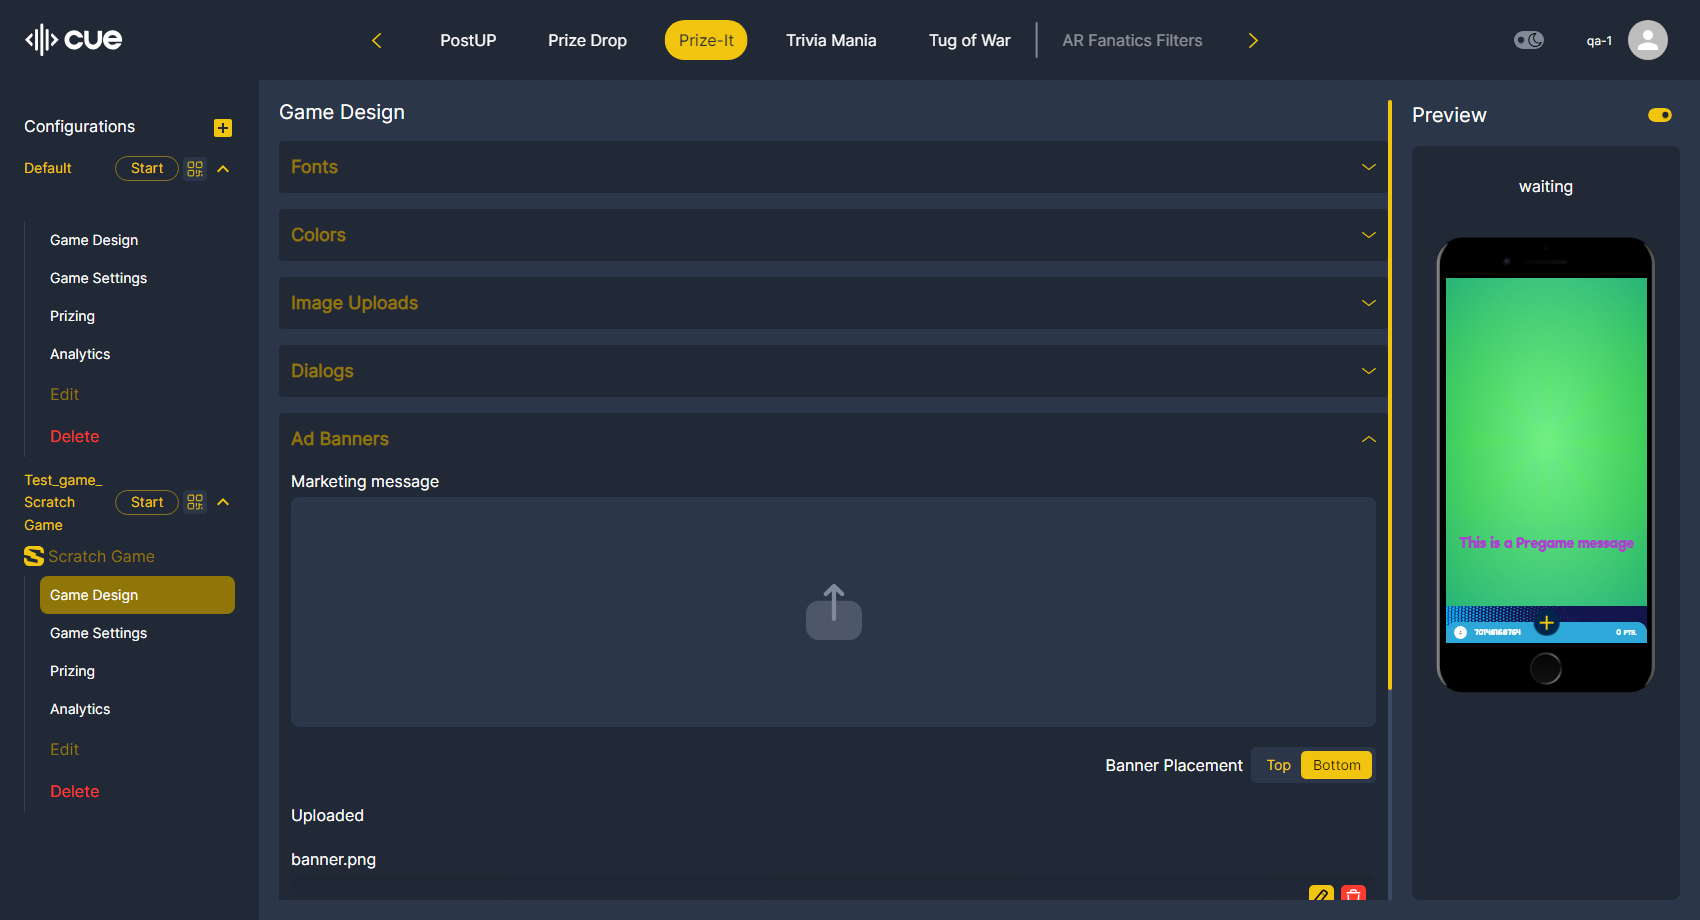 cue
PostUP
Prize Drop
Prize-It
Trivia Mania
Tug of War
AR Fanatics Filters
qa-1
Configurations
Default
Start
Game Design
Game Settings
Prizing
Analytics
Edit
Delete
Test_game_
Scratch
Game
Start
Scratch Game
Game Design
Game Settings
Prizing
Analytics
Edit
Delete
Game Design
Fonts
Colors
Image Uploads
Dialogs
Ad Banners
Marketing message
Banner Placement
Top
Bottom
Uploaded
banner.png
Preview
waiting
This is a Pregame message
70148168764
0 PTS.